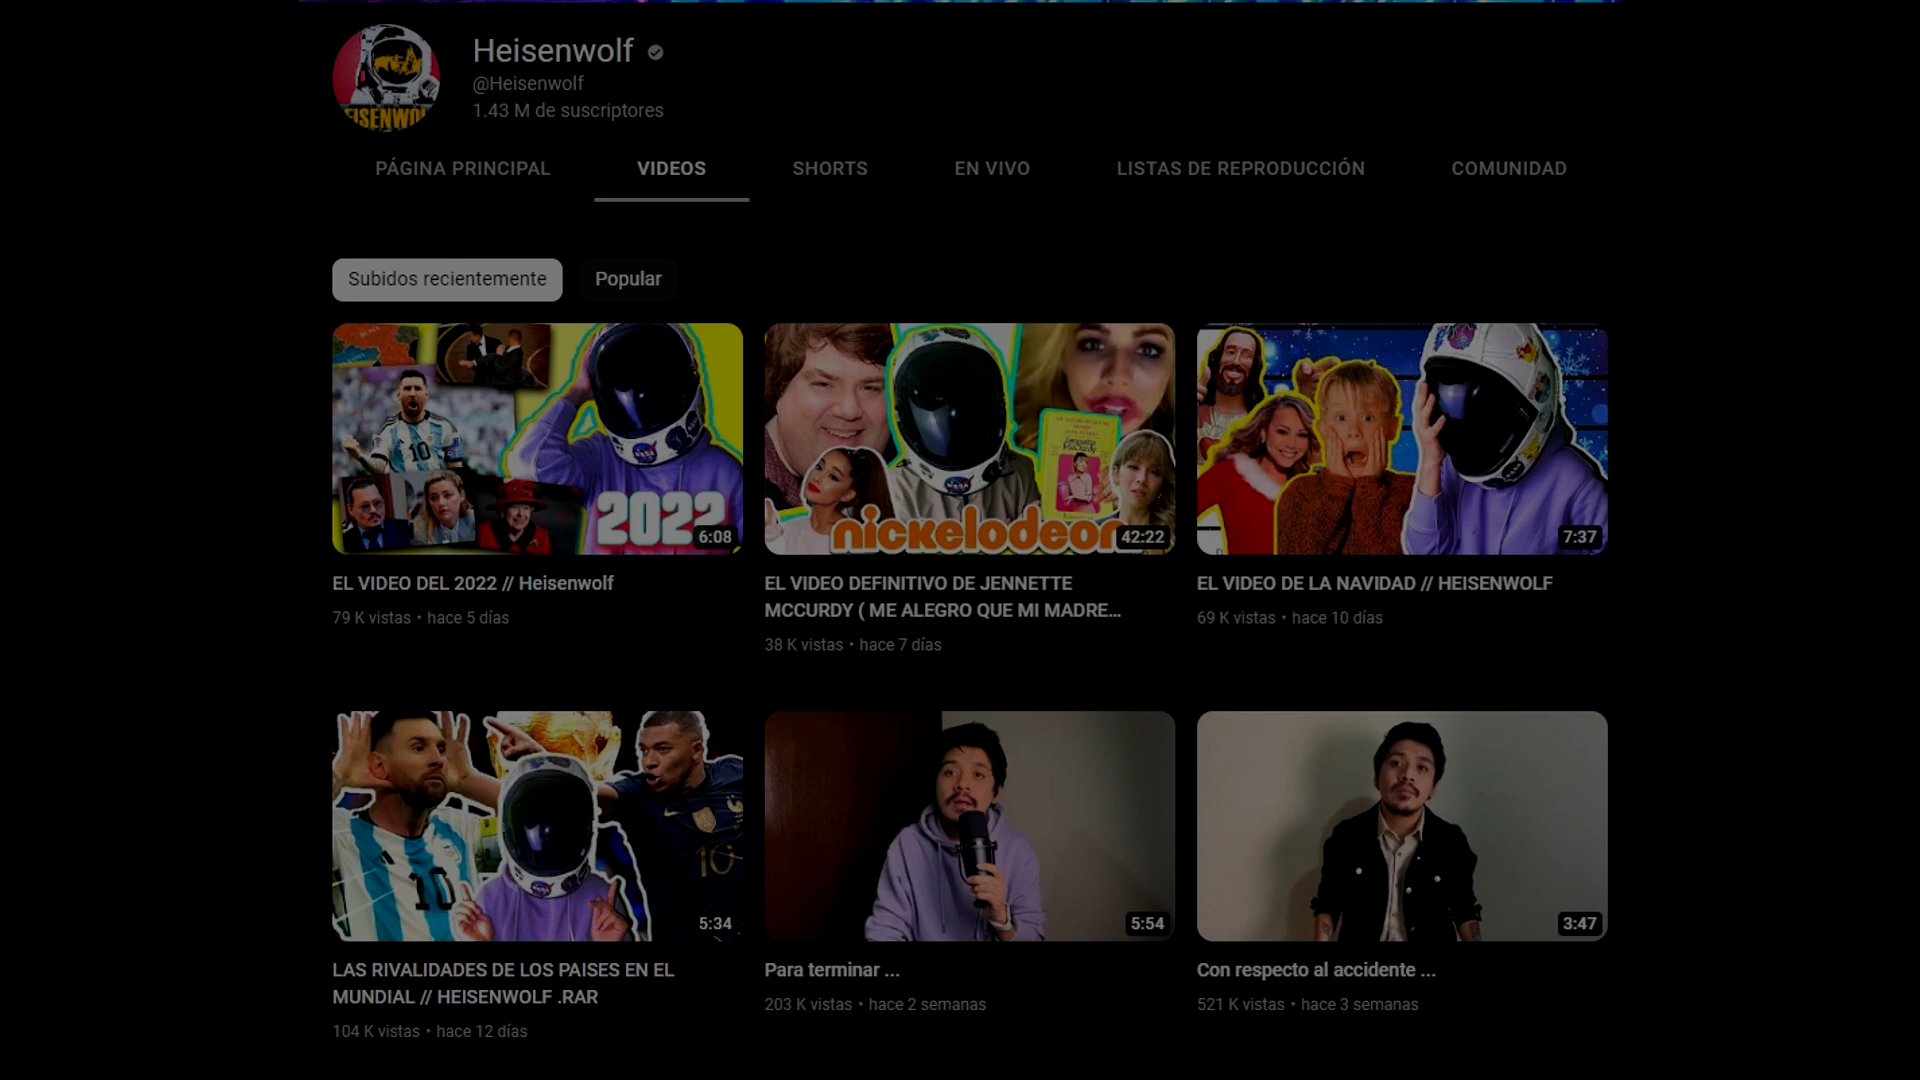 Heisenwolf
@Heisenwolf
1.43 M de suscriptores
EISENWOL
PÁGINA PRINCIPAL
VIDEOS
SHORTS
EN VIVO
LISTAS DE REPRODUCCIÓN
COMUNIDAD
Subidos recientemente
Popular
10
NASA
2022
6:08
nickelodeon
42:22
7:37
EL VIDEO DEL 2022 // Heisenwolf
79 K vistas • hace 5 días
EL VIDEO DEFINITIVO DE JENNETTE
MCCURDY ( ME ALEGRO QUE MI MADRE...
38 K vistas • hace 7 días
EL VIDEO DE LA NAVIDAD // HEISENWOLF
69 K vistas • hace 10 días
10
10
5:34
5:54
3:47
LAS RIVALIDADES DE LOS PAISES EN EL
MUNDIAL // HEISENWOLF .RAR
104 K vistas • hace 12 días
Para terminar ...
203 K vistas • hace 2 semanas
Con respecto al accidente ...
521 K vistas • hace 3 semanas